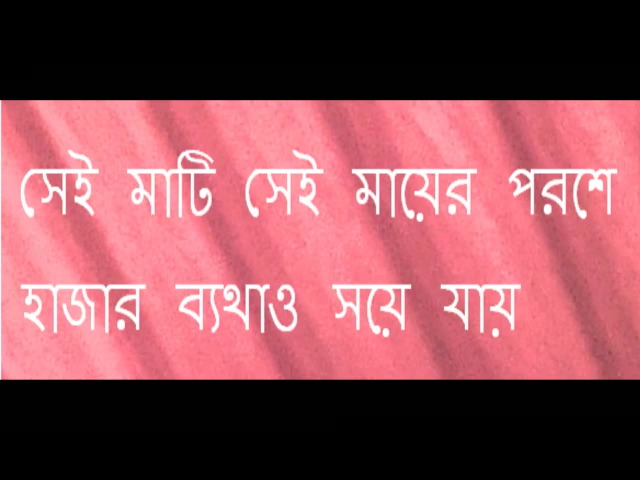 সেই মাটি সেই মায়ের পরশে
হাজার ব্যথাও সয়ে যায়